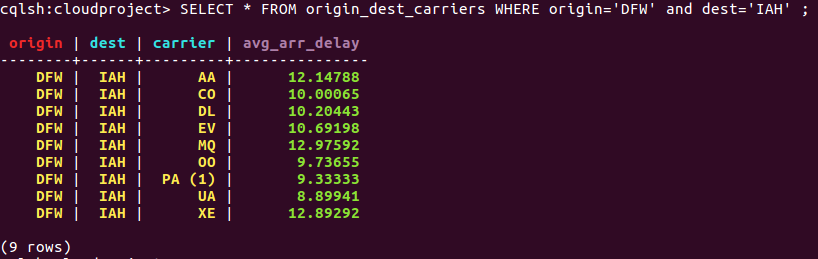 cqlsh:cloudproject> SELECT * FROM origin_dest_carriers WHERE origin='DFW' and dest='IAH' ;
origin | dest | carrier | avg_arr_delay
--------+------+---------+---------------
DFW | IAH | AA | 12.14788
DFW | IAH | CO | 10.00065
DFW | IAH | DL | 10.20443
DFW | IAH | EV | 10.69198
DFW | IAH | MQ | 12.97592
DFW | IAH | OO | 9.73655
DFW | IAH | PA (1) | 9.33333
DFW | IAH | UA | 8.89941
DFW | IAH | XE | 12.89292
(9 rows)